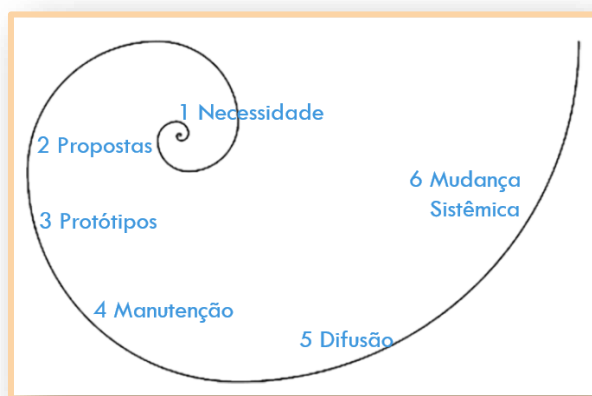 1 Necessidade
2 Propostas
3 Protótipos
4 Manutenção
5 Difusão
6 Mudança
Sistêmica